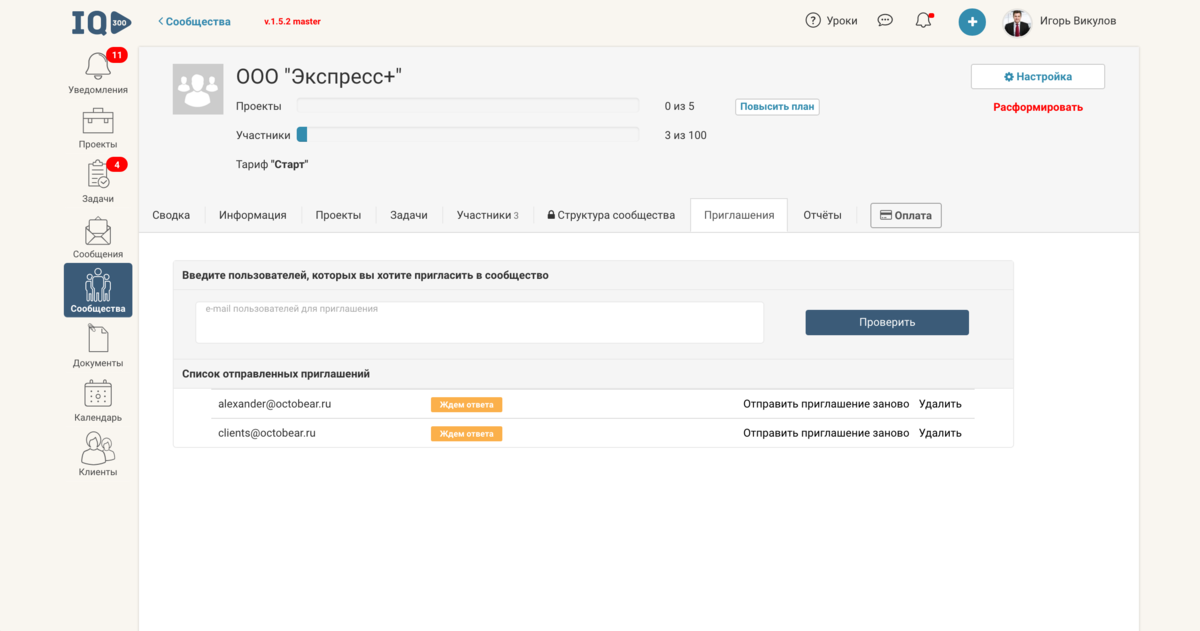 IQ 300
Сообщества
v.1.5.2 master
Уроки
Игорь Викулов
11
Уведомления
Проекты
4
Задачи
Сообщения
Сообщества
Документы
Календарь
Клиенты
ООО "Экспресс+"
Настройка
Проекты 0 из 5 Повысить план
Расформировать
Участники 3 из 100
Тариф "Старт"
Сводка Информация Проекты Задачи Участники 3 Структура сообщества Приглашения Отчёты Оплата
Введите пользователей, которых вы хотите пригласить в сообщество
e-mail пользователей для приглашения
Проверить
Список отправленных приглашений
alexander@octobear.ru Ждем ответа Отправить приглашение заново Удалить
clients@octobear.ru Ждем ответа Отправить приглашение заново Удалить